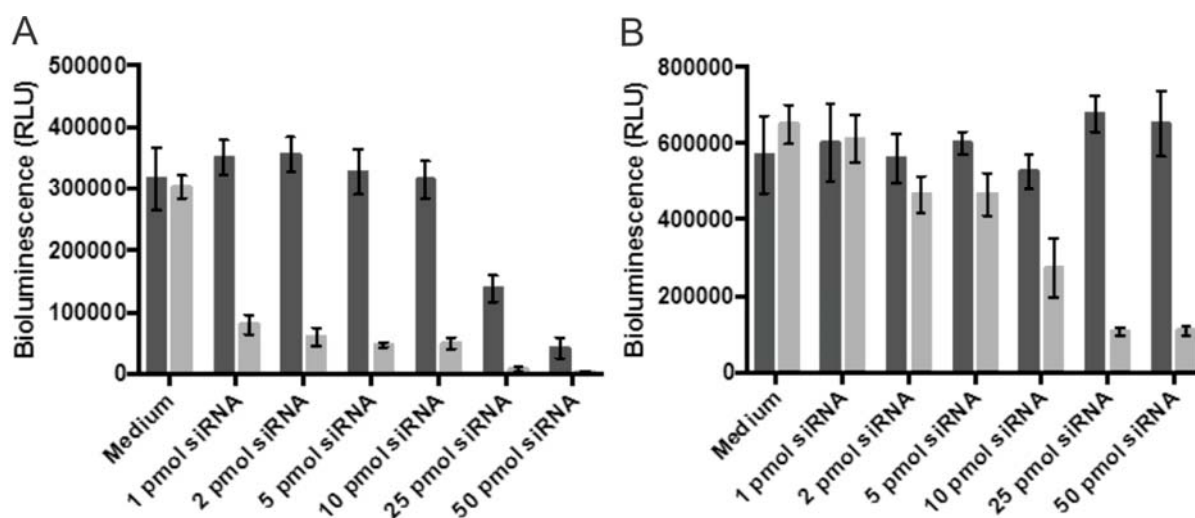 A
Bioluminescence (RLU)
500000
400000
300000
200000
100000
0
Medium
1 pmol siRNA
2 pmol siRNA
5 pmol siRNA
10 pmol siRNA
25 pmol siRNA
50 pmol siRNA
B
Bioluminescence (RLU)
800000
600000
400000
200000
0
Medium
1 pmol siRNA
2 pmol siRNA
5 pmol siRNA
10 pmol siRNA
25 pmol siRNA
50 pmol siRNA